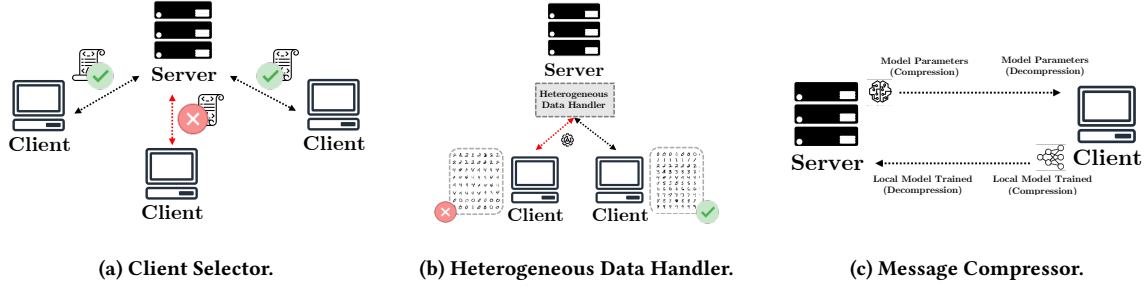 Server
Client
Client
Client
(a) Client Selector.
Server
Heterogeneous
Data Handler
Client
Client
(b) Heterogeneous Data Handler.
Model Parameters
(Compression)
Model Parameters
(Decompression)
Server
Client
Local Model Trained
(Decompression)
Local Model Trained
(Compression)
(c) Message Compressor.